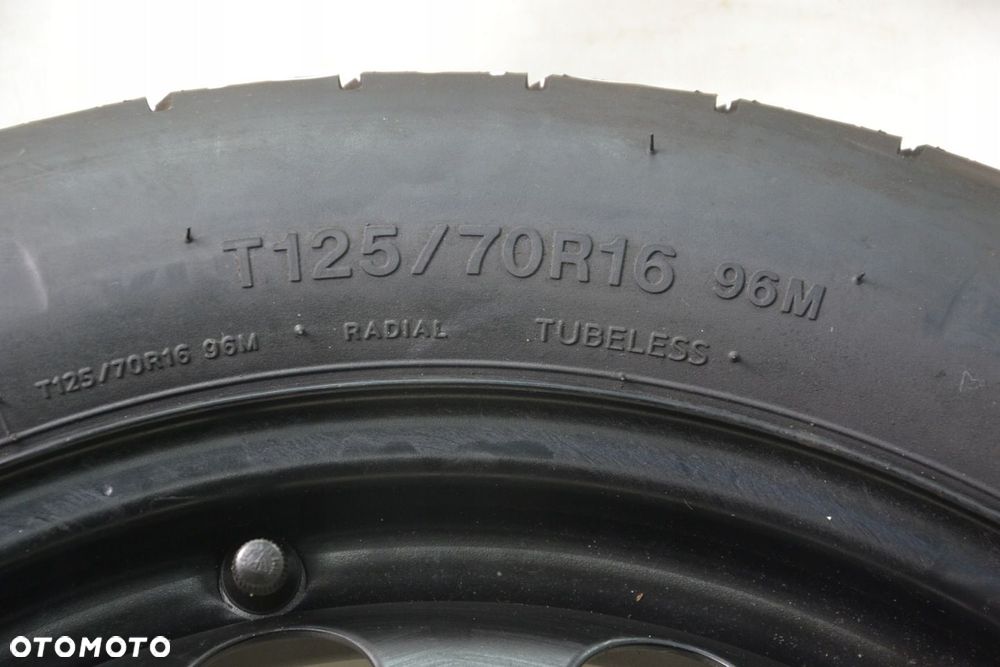 T125/70R16 96M
T125/70R16 96M RADIAL TUBELESS
OTOMOTO